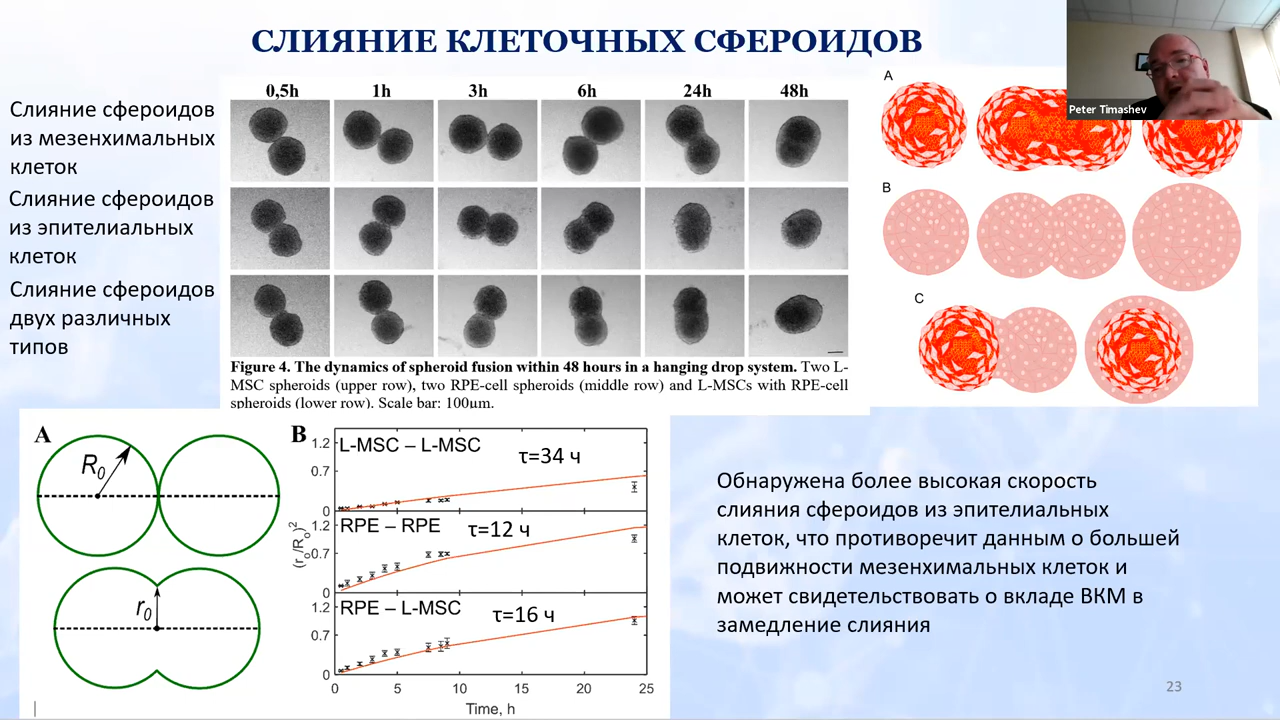 СЛИЯНИЕ КЛЕТОЧНЫХ СФЕРОИДОВ
Peter Timashev
Слияние сфероидов
из мезенхимальных
клеток
Слияние сфероидов
из эпителиальных
клеток
Слияние сфероидов
двух различных
типов
0,5h 1h 3h 6h 24h 48h
Figure 4. The dynamics of spheroid fusion within 48 hours in a hanging drop system. Two L-
MSC spheroids (upper row), two RPE-cell spheroids (middle row) and L-MSCs with RPE-cell
spheroids (lower row). Scale bar: 100µm.
A
B
C
A
R₀
r₀
B
L-MSC – L-MSC
τ=34 ч
RPE – RPE
τ=12 ч
RPE – L-MSC
τ=16 ч
(r₀/R₀)²
1.2
0.7
0
1.2
0.7
0
1.2
0.7
0
0 5 10 15 20 25
Time, h
Обнаружена более высокая скорость
слияния сфероидов из эпителиальных
клеток, что противоречит данным о большей
подвижности мезенхимальных клеток и
может свидетельствовать о вкладе ВКМ в
замедление слияния
23